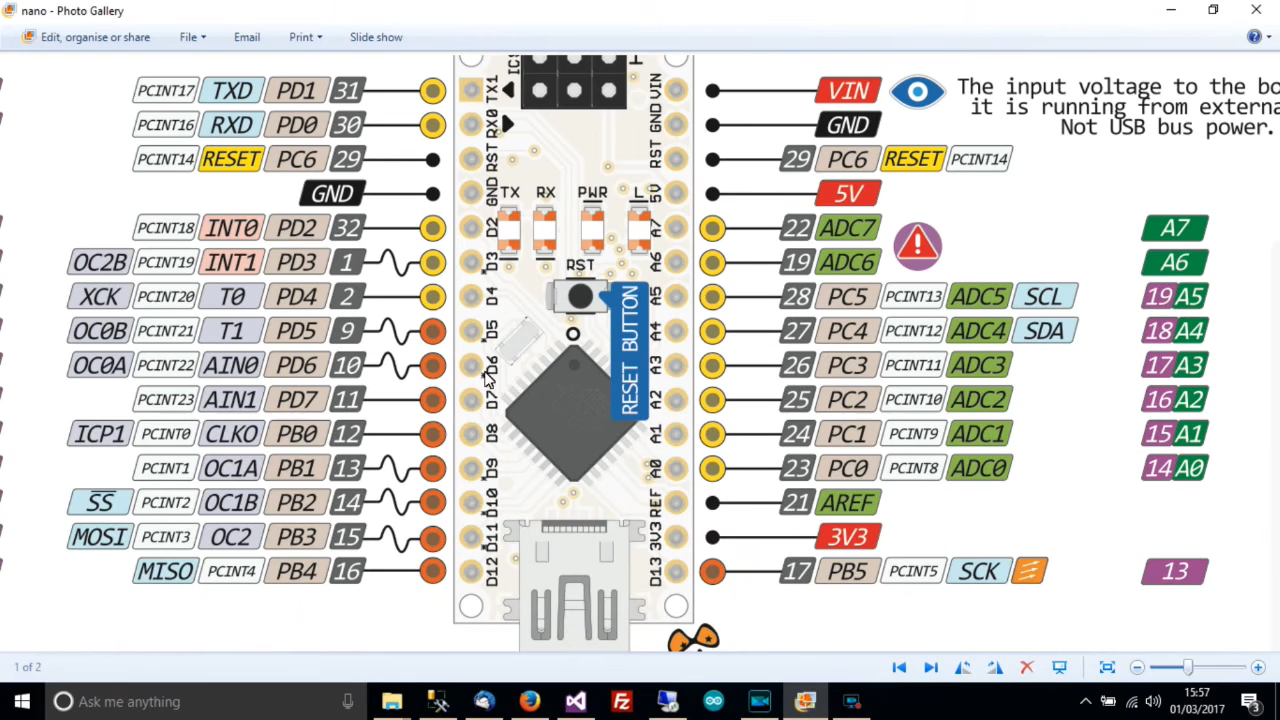 nano - Photo Gallery
Edit, organise or share File Email Print Slide show
ICS
PCINT17 TXD PD1 31 TX1 VIN VIN The input voltage to the bo
it is running from externa
Not USB bus power.
PCINT16 RXD PD0 30 RX0 GND GND
PCINT14 RESET PC6 29 RST RST 29 PC6 RESET PCINT14
GND GND 5V 5V
TX RX PWR L
PCINT18 INT0 PD2 32 D2 A7 22 ADC7 A7
OC2B PCINT19 INT1 PD3 1 D3 A6 19 ADC6 A6
RST
XCK PCINT20 T0 PD4 2 D4 A5 28 PC5 PCINT13 ADC5 SCL 19 A5
OC0B PCINT21 T1 PD5 9 D5 A4 27 PC4 PCINT12 ADC4 SDA 18 A4
RESET BUTTON
OC0A PCINT22 AIN0 PD6 10 D6 A3 26 PC3 PCINT11 ADC3 17 A3
PCINT23 AIN1 PD7 11 D7 A2 25 PC2 PCINT10 ADC2 16 A2
ICP1 PCINT0 CLKO PB0 12 D8 A1 24 PC1 PCINT9 ADC1 15 A1
PCINT1 OC1A PB1 13 D9 A0 23 PC0 PCINT8 ADC0 14 A0
SS PCINT2 OC1B PB2 14 D10 REF 21 AREF
MOSI PCINT3 OC2 PB3 15 D11 3V3 3V3
MISO PCINT4 PB4 16 D12 D13 17 PB5 PCINT5 SCK 13
1 of 2
Ask me anything
15:57
01/03/2017
3